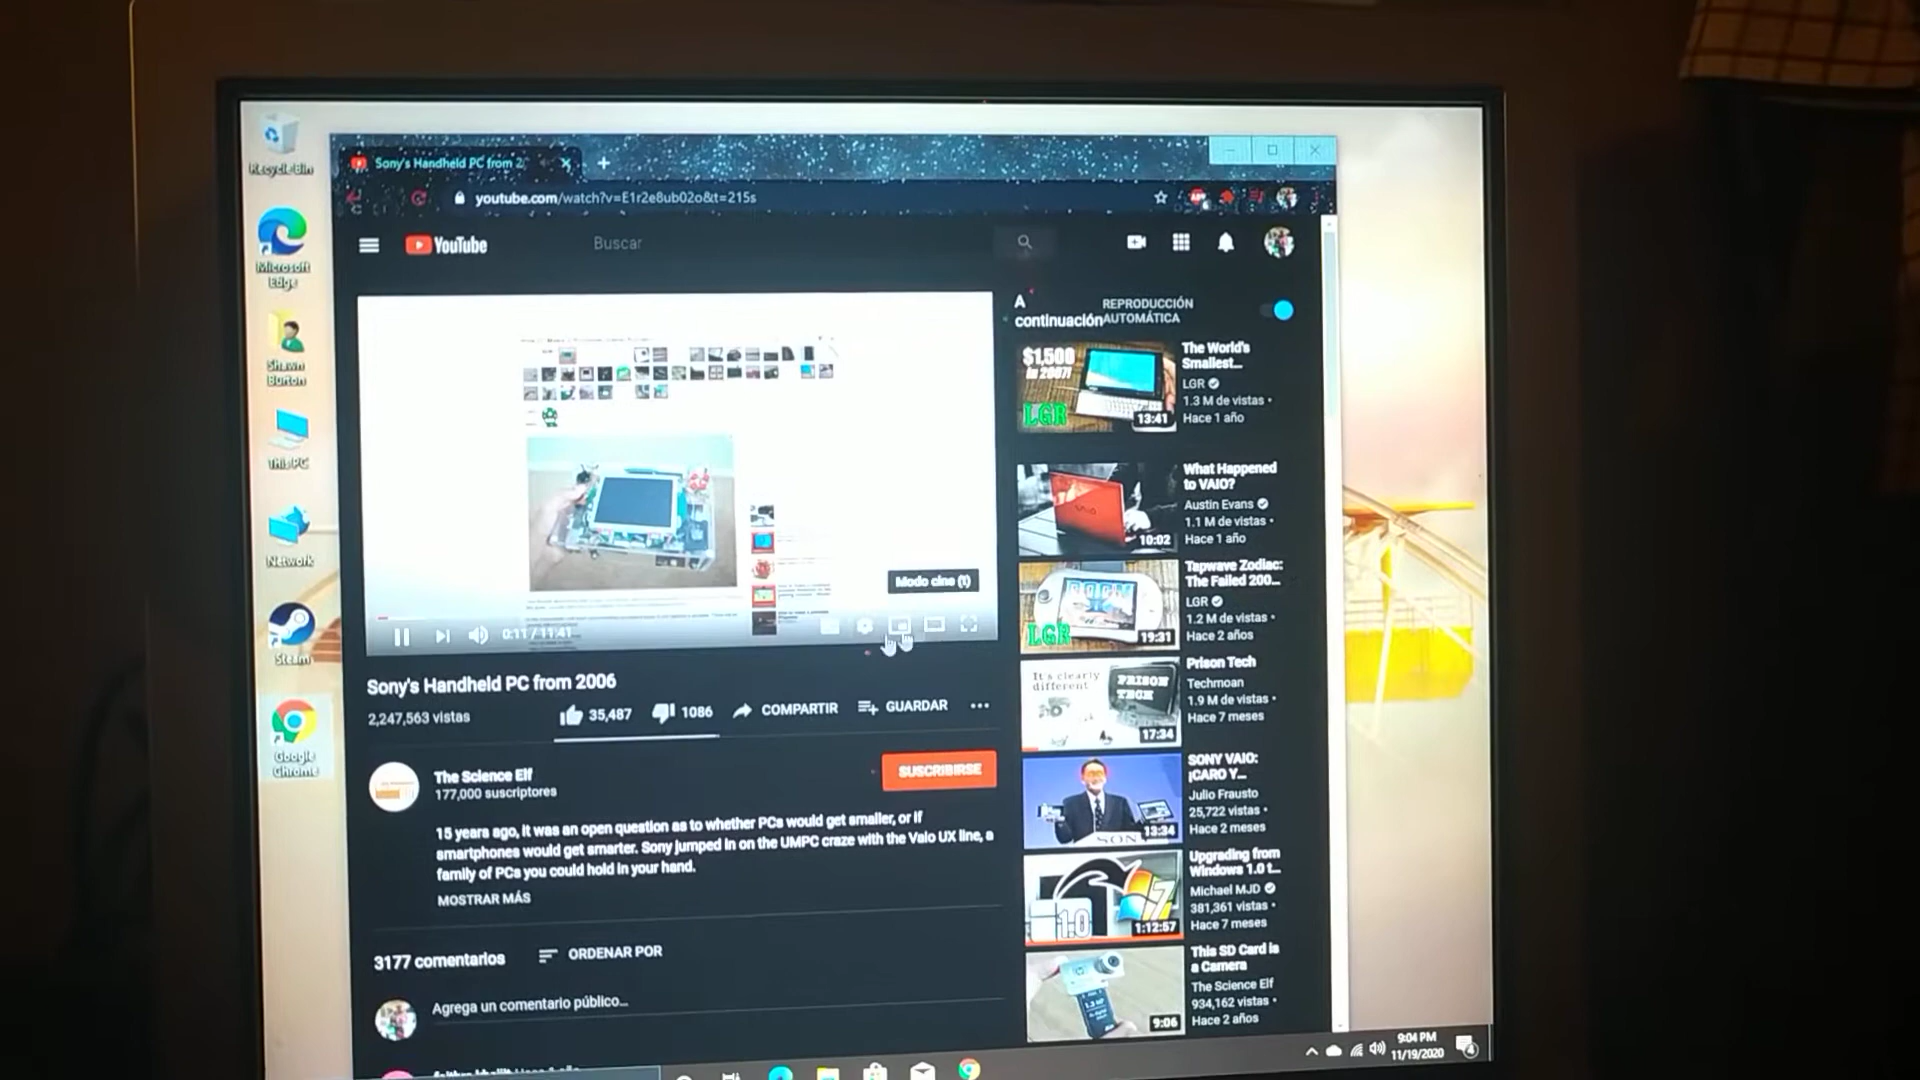 Recycle Bin
Microsoft
Edge
Shawn
Burton
This PC
Network
Steam
Google
Chrome
Sony's Handheld PC from 2
youtube.com/watch?v=E1r2e8ub02o&t=215s
YouTube
Buscar
Modo cine (t)
0:11 / 11:41
Sony's Handheld PC from 2006
2,247,563 vistas
35,487
1086
COMPARTIR
GUARDAR
The Science Elf
177,000 suscriptores
SUSCRIBIRSE
15 years ago, it was an open question as to whether PCs would get smaller, or if
smartphones would get smarter. Sony jumped in on the UMPC craze with the Vaio UX line, a
family of PCs you could hold in your hand.
MOSTRAR MÁS
3177 comentarios
ORDENAR POR
Agrega un comentario público...
A
continuación
REPRODUCCIÓN
AUTOMÁTICA
$1,500
in 2007!
LGR
13:41
The World's
Smallest...
LGR
1.3 M de vistas •
Hace 1 año
VAIO
10:02
What Happened
to VAIO?
Austin Evans
1.1 M de vistas •
Hace 1 año
LGR
19:31
Tapwave Zodiac:
The Failed 200...
LGR
1.2 M de vistas •
Hace 2 años
It's clearly
different
PRISON
TECH
17:34
Prison Tech
Techmoan
1.9 M de vistas •
Hace 7 meses
SONY
13:34
SONY VAIO:
¡CARO Y...
Julio Frausto
25,722 vistas •
Hace 2 meses
1.0
7
1:12:57
Upgrading from
Windows 1.0 t...
Michael MJD
381,361 vistas •
Hace 7 meses
9:06
This SD Card is
a Camera
The Science Elf
934,162 vistas •
Hace 2 años
9:04 PM
11/19/2020
4